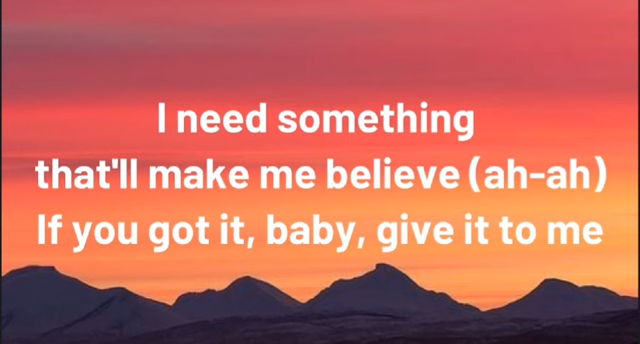 I need something
that'll make me believe (ah-ah)
If you got it, baby, give it to me